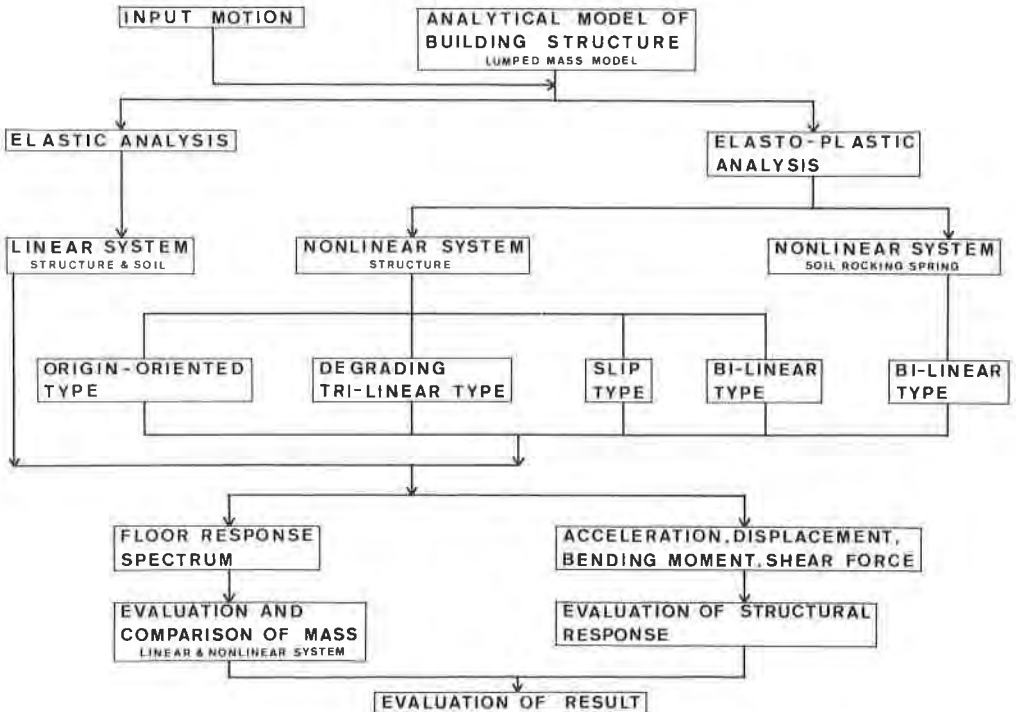 INPUT MOTION
ANALYTICAL MODEL OF
BUILDING STRUCTURE
LUMPED MASS MODEL
ELASTIC ANALYSIS
ELASTO-PLASTIC
ANALYSIS
LINEAR SYSTEM
STRUCTURE & SOIL
NONLINEAR SYSTEM
STRUCTURE
NONLINEAR SYSTEM
SOIL ROCKING SPRING
ORIGIN-ORIENTED
TYPE
DEGRADING
TRI-LINEAR TYPE
SLIP
TYPE
BI-LINEAR TYPE
BI-LINEAR
TYPE
FLOOR RESPONSE
SPECTRUM
ACCELERATION, DISPLACEMENT,
BENDING MOMENT, SHEAR FORCE
EVALUATION AND
COMPARISON OF MASS
LINEAR & NONLINEAR SYSTEM
EVALUATION OF STRUCTURAL
RESPONSE
EVALUATION OF RESULT